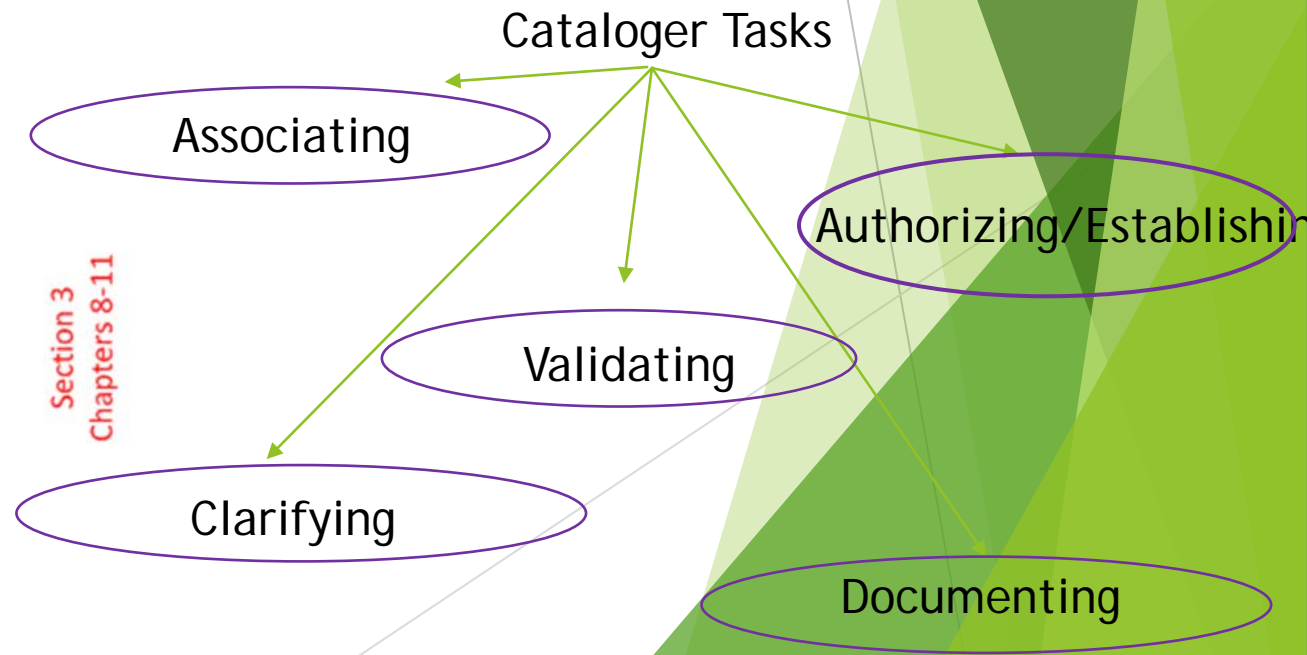 Cataloger Tasks
Associating
Authorizing/Establishin
Section 3
Chapters 8-11
Validating
Clarifying
Documenting